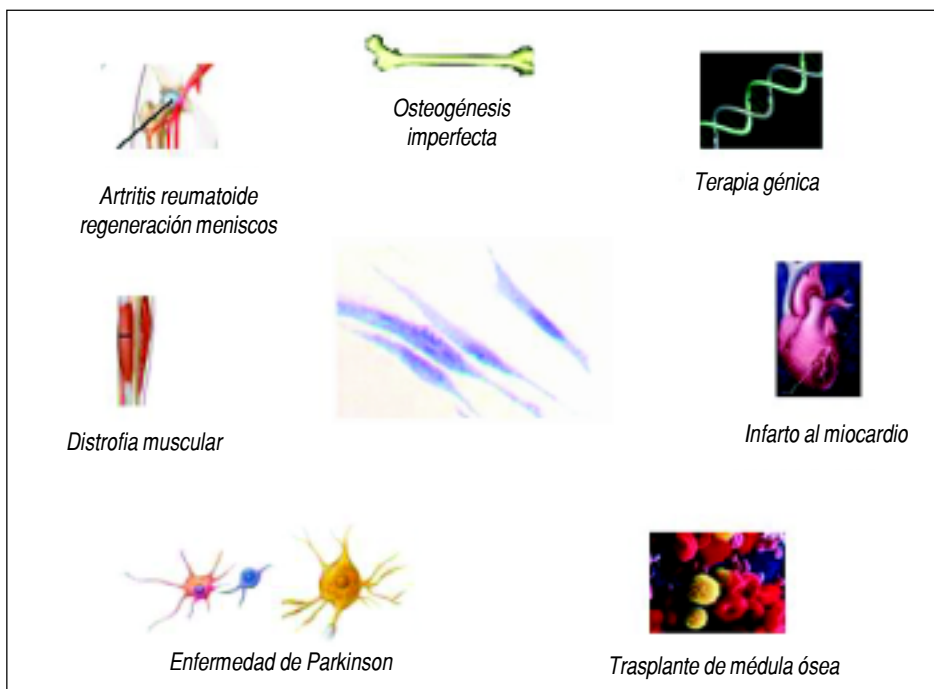 Osteogénesis
imperfecta
Terapia génica
Artritis reumatoide
regeneración meniscos
Distrofia muscular
Infarto al miocardio
Enfermedad de Parkinson
Trasplante de médula ósea